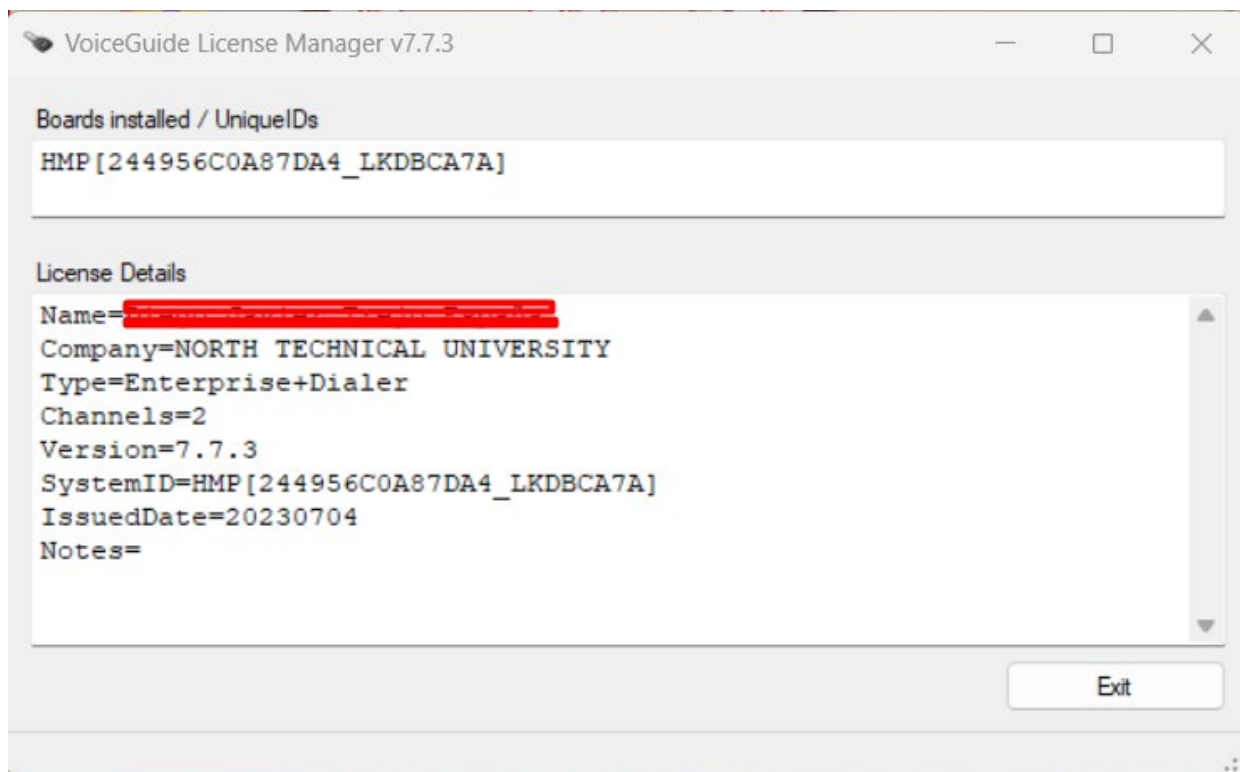 VoiceGuide License Manager v7.7.3
Boards installed / UniqueIDs
HMP[244956C0A87DA4_LKDBCA7A]
License Details
Name=
Company=NORTH TECHNICAL UNIVERSITY
Type=Enterprise+Dialer
Channels=2
Version=7.7.3
SystemID=HMP[244956C0A87DA4_LKDBCA7A]
IssuedDate=20230704
Notes=
Exit